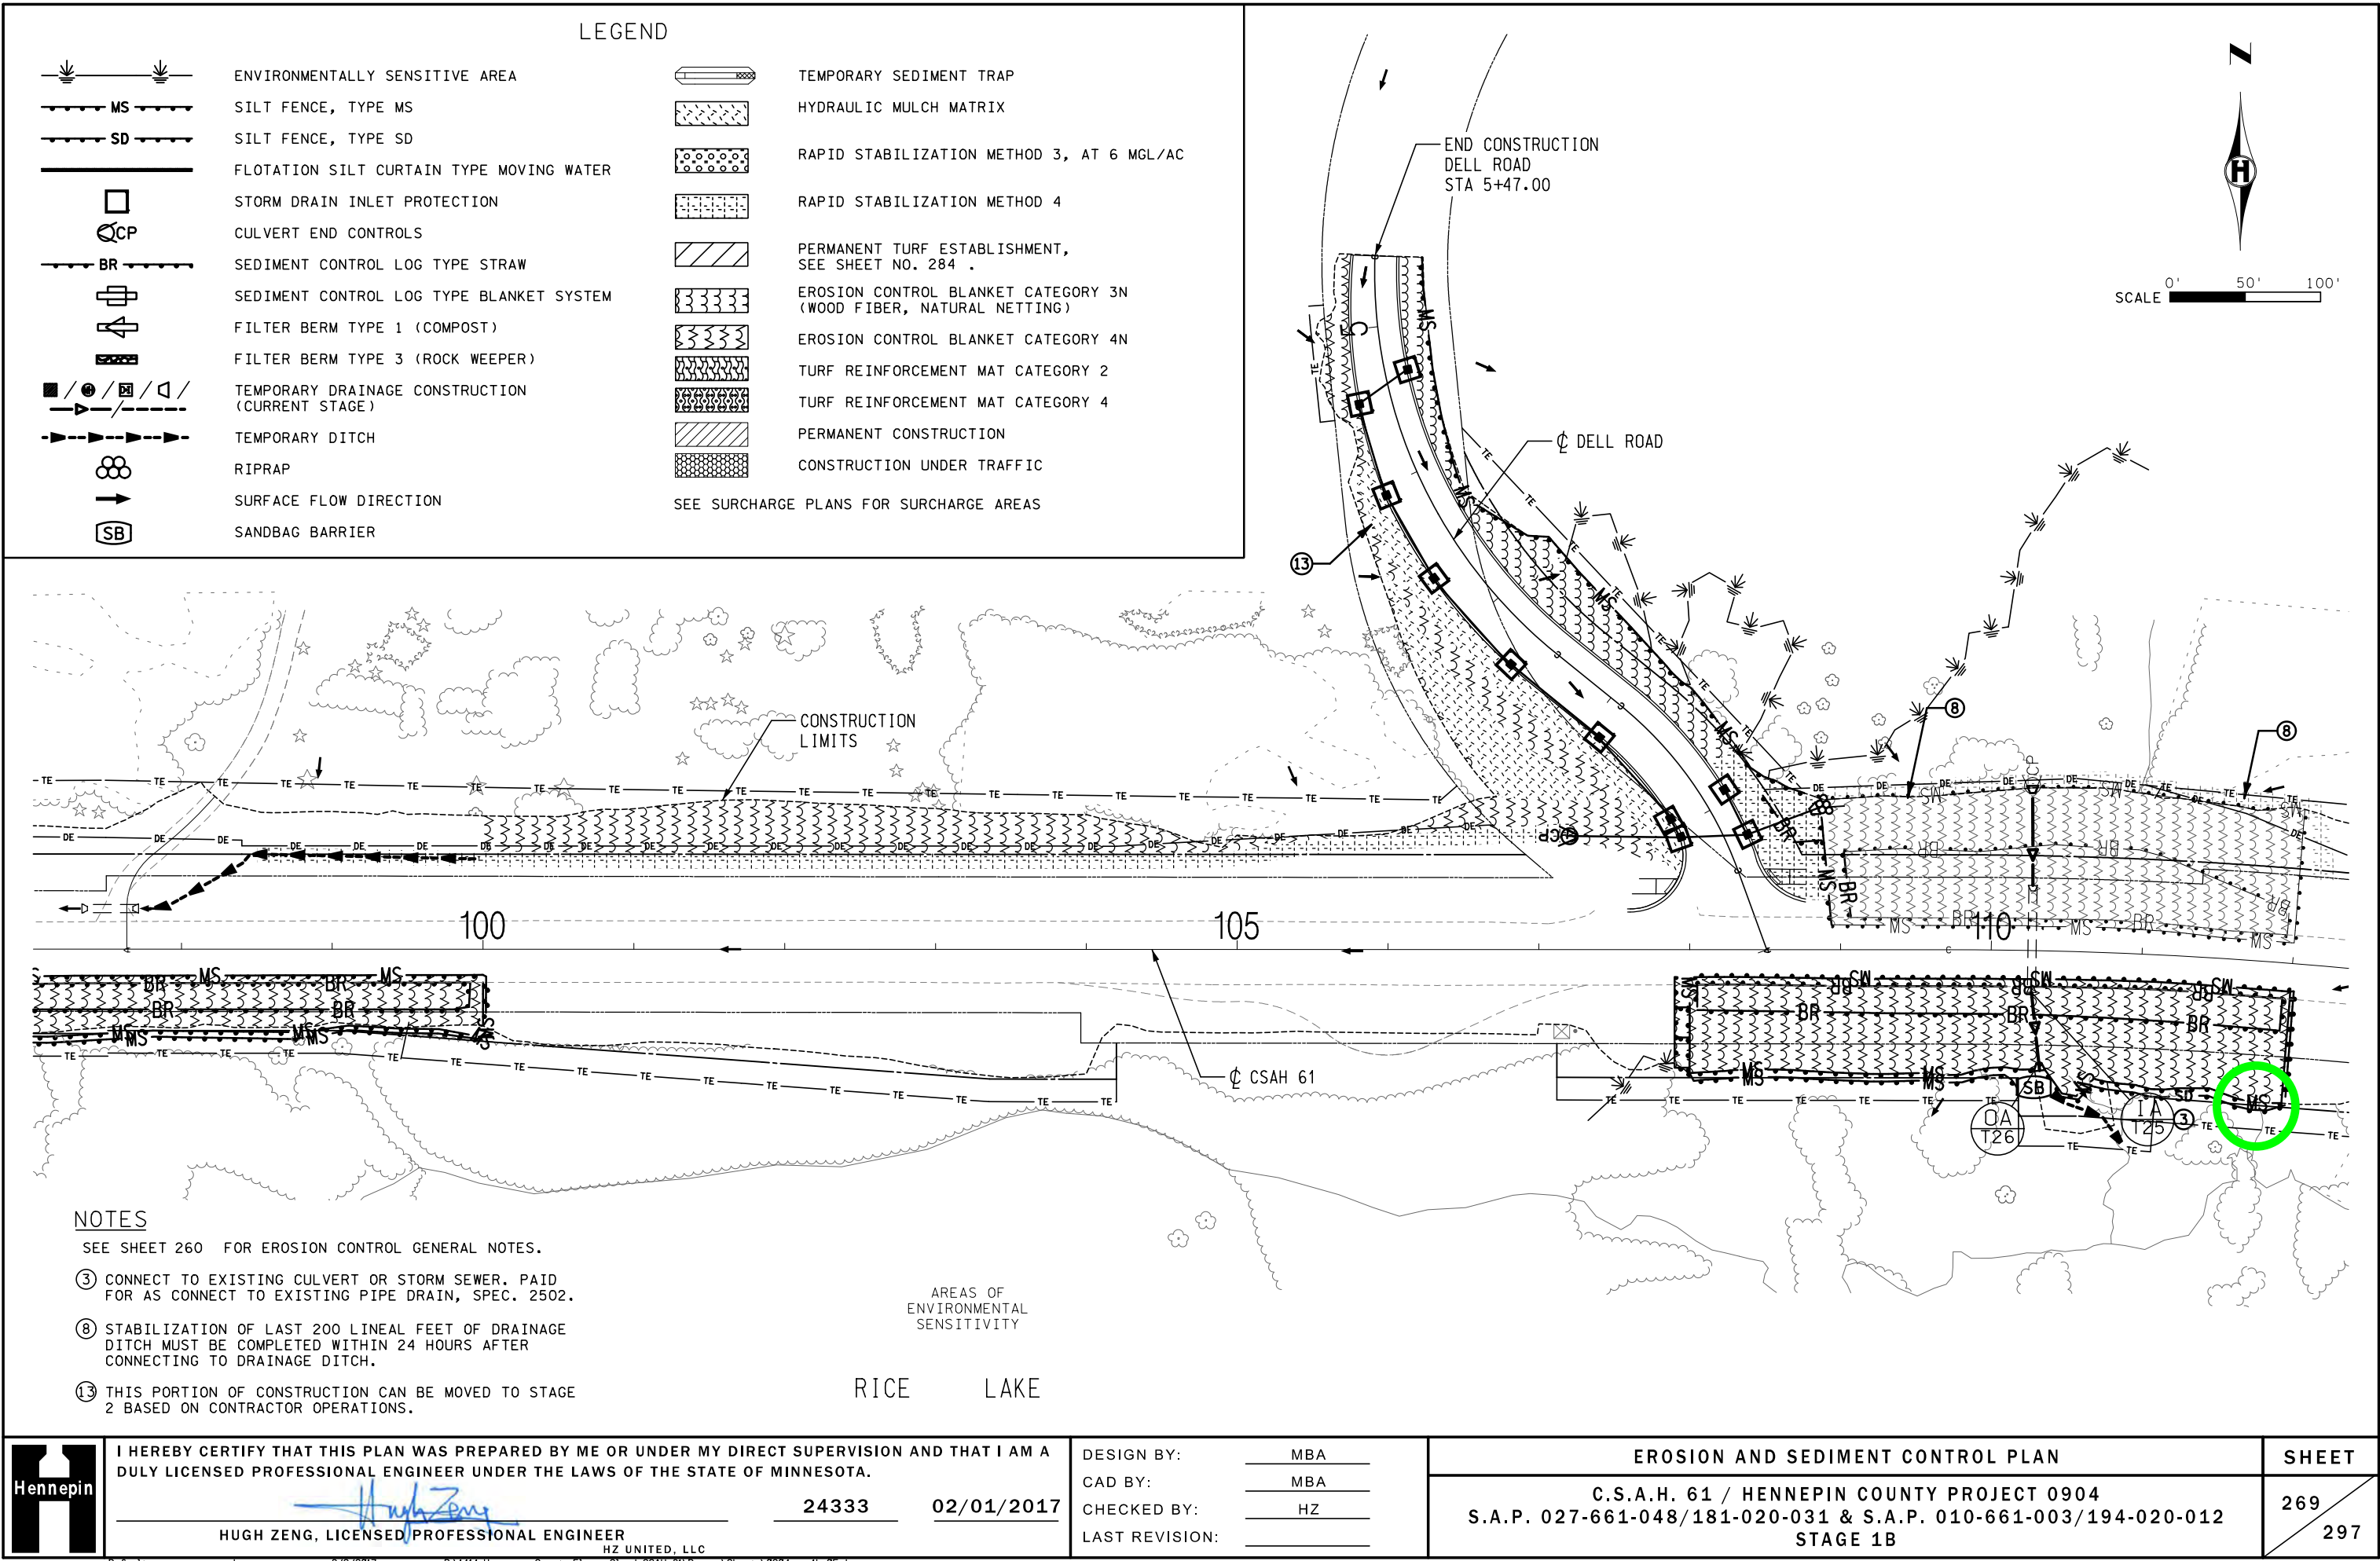 LEGEND
ENVIRONMENTALLY SENSITIVE AREA
MS SILT FENCE, TYPE MS
SD SILT FENCE, TYPE SD
FLOTATION SILT CURTAIN TYPE MOVING WATER
STORM DRAIN INLET PROTECTION
CP CULVERT END CONTROLS
BR SEDIMENT CONTROL LOG TYPE STRAW
SEDIMENT CONTROL LOG TYPE BLANKET SYSTEM
FILTER BERM TYPE 1 (COMPOST)
FILTER BERM TYPE 3 (ROCK WEEPER)
TEMPORARY DRAINAGE CONSTRUCTION
(CURRENT STAGE)
TEMPORARY DITCH
RIPRAP
SURFACE FLOW DIRECTION
SB SANDBAG BARRIER
TEMPORARY SEDIMENT TRAP
HYDRAULIC MULCH MATRIX
RAPID STABILIZATION METHOD 3, AT 6 MGL/AC
RAPID STABILIZATION METHOD 4
PERMANENT TURF ESTABLISHMENT,
SEE SHEET NO. 284 .
EROSION CONTROL BLANKET CATEGORY 3N
(WOOD FIBER, NATURAL NETTING)
EROSION CONTROL BLANKET CATEGORY 4N
TURF REINFORCEMENT MAT CATEGORY 2
TURF REINFORCEMENT MAT CATEGORY 4
PERMANENT CONSTRUCTION
CONSTRUCTION UNDER TRAFFIC
SEE SURCHARGE PLANS FOR SURCHARGE AREAS
END CONSTRUCTION
DELL ROAD
STA 5+47.00
N
H
0' 50' 100'
SCALE
℄ DELL ROAD
13
8
8
CONSTRUCTION
LIMITS
100
105
110
℄ CSAH 61
SB
OA
T26
IA
T25
3
SD
MS
NOTES
SEE SHEET 260 FOR EROSION CONTROL GENERAL NOTES.
3 CONNECT TO EXISTING CULVERT OR STORM SEWER. PAID
FOR AS CONNECT TO EXISTING PIPE DRAIN, SPEC. 2502.
8 STABILIZATION OF LAST 200 LINEAL FEET OF DRAINAGE
DITCH MUST BE COMPLETED WITHIN 24 HOURS AFTER
CONNECTING TO DRAINAGE DITCH.
13 THIS PORTION OF CONSTRUCTION CAN BE MOVED TO STAGE
2 BASED ON CONTRACTOR OPERATIONS.
AREAS OF
ENVIRONMENTAL
SENSITIVITY
RICE LAKE
Hennepin
I HEREBY CERTIFY THAT THIS PLAN WAS PREPARED BY ME OR UNDER MY DIRECT SUPERVISION AND THAT I AM A
DULY LICENSED PROFESSIONAL ENGINEER UNDER THE LAWS OF THE STATE OF MINNESOTA.
Hugh Zeng
24333 02/01/2017
HUGH ZENG, LICENSED PROFESSIONAL ENGINEER
HZ UNITED, LLC
DESIGN BY: MBA
CAD BY: MBA
CHECKED BY: HZ
LAST REVISION:
EROSION AND SEDIMENT CONTROL PLAN
C.S.A.H. 61 / HENNEPIN COUNTY PROJECT 0904
S.A.P. 027-661-048/181-020-031 & S.A.P. 010-661-003/194-020-012
STAGE 1B
SHEET
269
297